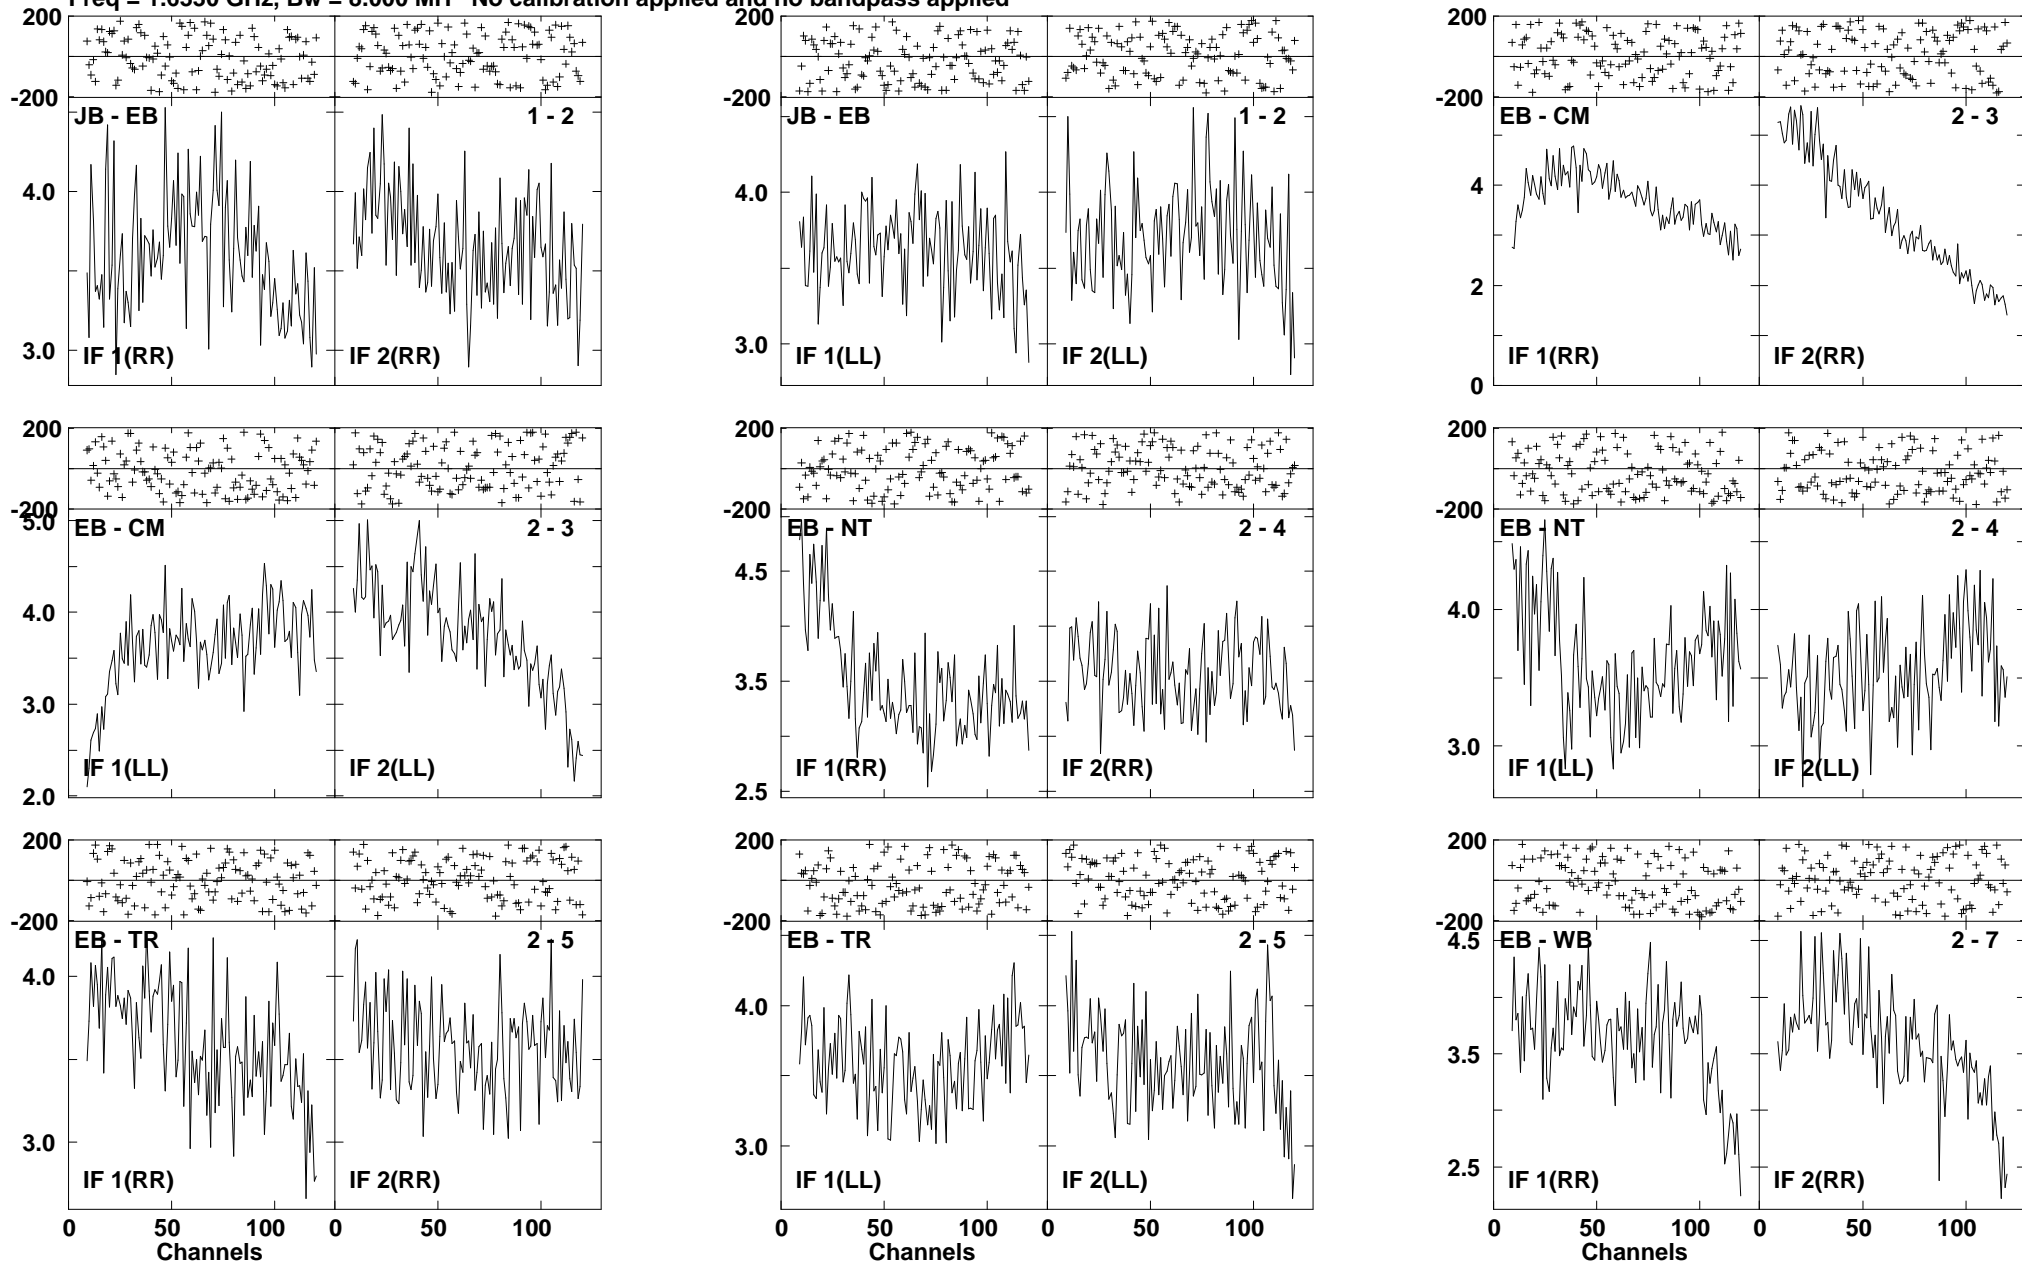 Freq = 1.6350 GHz, Bw = 8.000 MH No calibration applied and no bandpass applied
200 200 200
-200 -200 -200
JB - EB 1 - 2 JB - EB 1 - 2 EB - CM 2 - 3
4.0 4.0 4
2
3.0 IF 1(RR) IF 2(RR) 3.0 IF 1(LL) IF 2(LL) IF 1(RR) IF 2(RR)
0
200 200 200
-200 -200 -200
5.0 EB - CM 2 - 3 EB - NT 2 - 4 EB - NT 2 - 4
4.5
4.0 4.0
3.5
3.0 3.0
IF 1(LL) IF 2(LL) IF 1(RR) IF 2(RR) IF 1(LL) IF 2(LL)
2.0 2.5
200 200 200
-200 -200 -200
EB - TR 2 - 5 EB - TR 2 - 5 4.5 EB - WB 2 - 7
4.0 4.0
3.5
3.0 3.0
2.5
IF 1(RR) IF 2(RR) IF 1(LL) IF 2(LL) IF 1(RR) IF 2(RR)
0 50 100 0 50 100 0 50 100 0 50 100 0 50 100 0 50 100
Channels Channels Channels